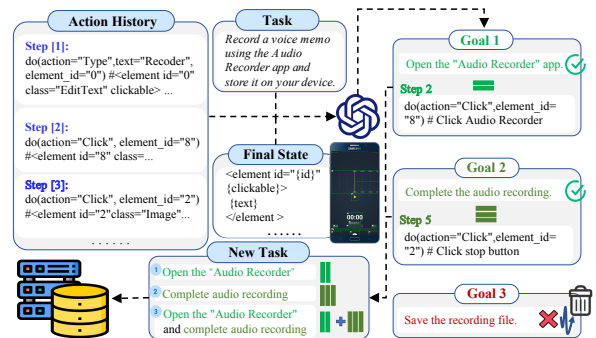 Action History
Step [1]:
do(action="Type",text="Recoder",
element_id="0") #<element id="0"
class="EditText" clickable> ...
Step [2]:
do(action="Click", element_id="8")
#<element id="8" class=...
Step [3]:
do(action="Click", element_id="2")
#<element id="2"class="Image"...
. . . . . .
Task
Record a voice memo
using the Audio
Recorder app and
store it on your device.
Final State
<element id="{id}"
{clickable}>
{text}
</element >
. . . . . .
00:00
New Task
1 Open the "Audio Recorder"
2 Complete audio recording
3 Open the "Audio Recorder"
and complete audio recording
Goal 1
Open the "Audio Recorder" app.
Step 2
do(action="Click",element_id=
"8") # Click Audio Recorder
Goal 2
Complete the audio recording.
Step 5
do(action="Click",element_id=
"2") # Click stop button
Goal 3
Save the recording file.